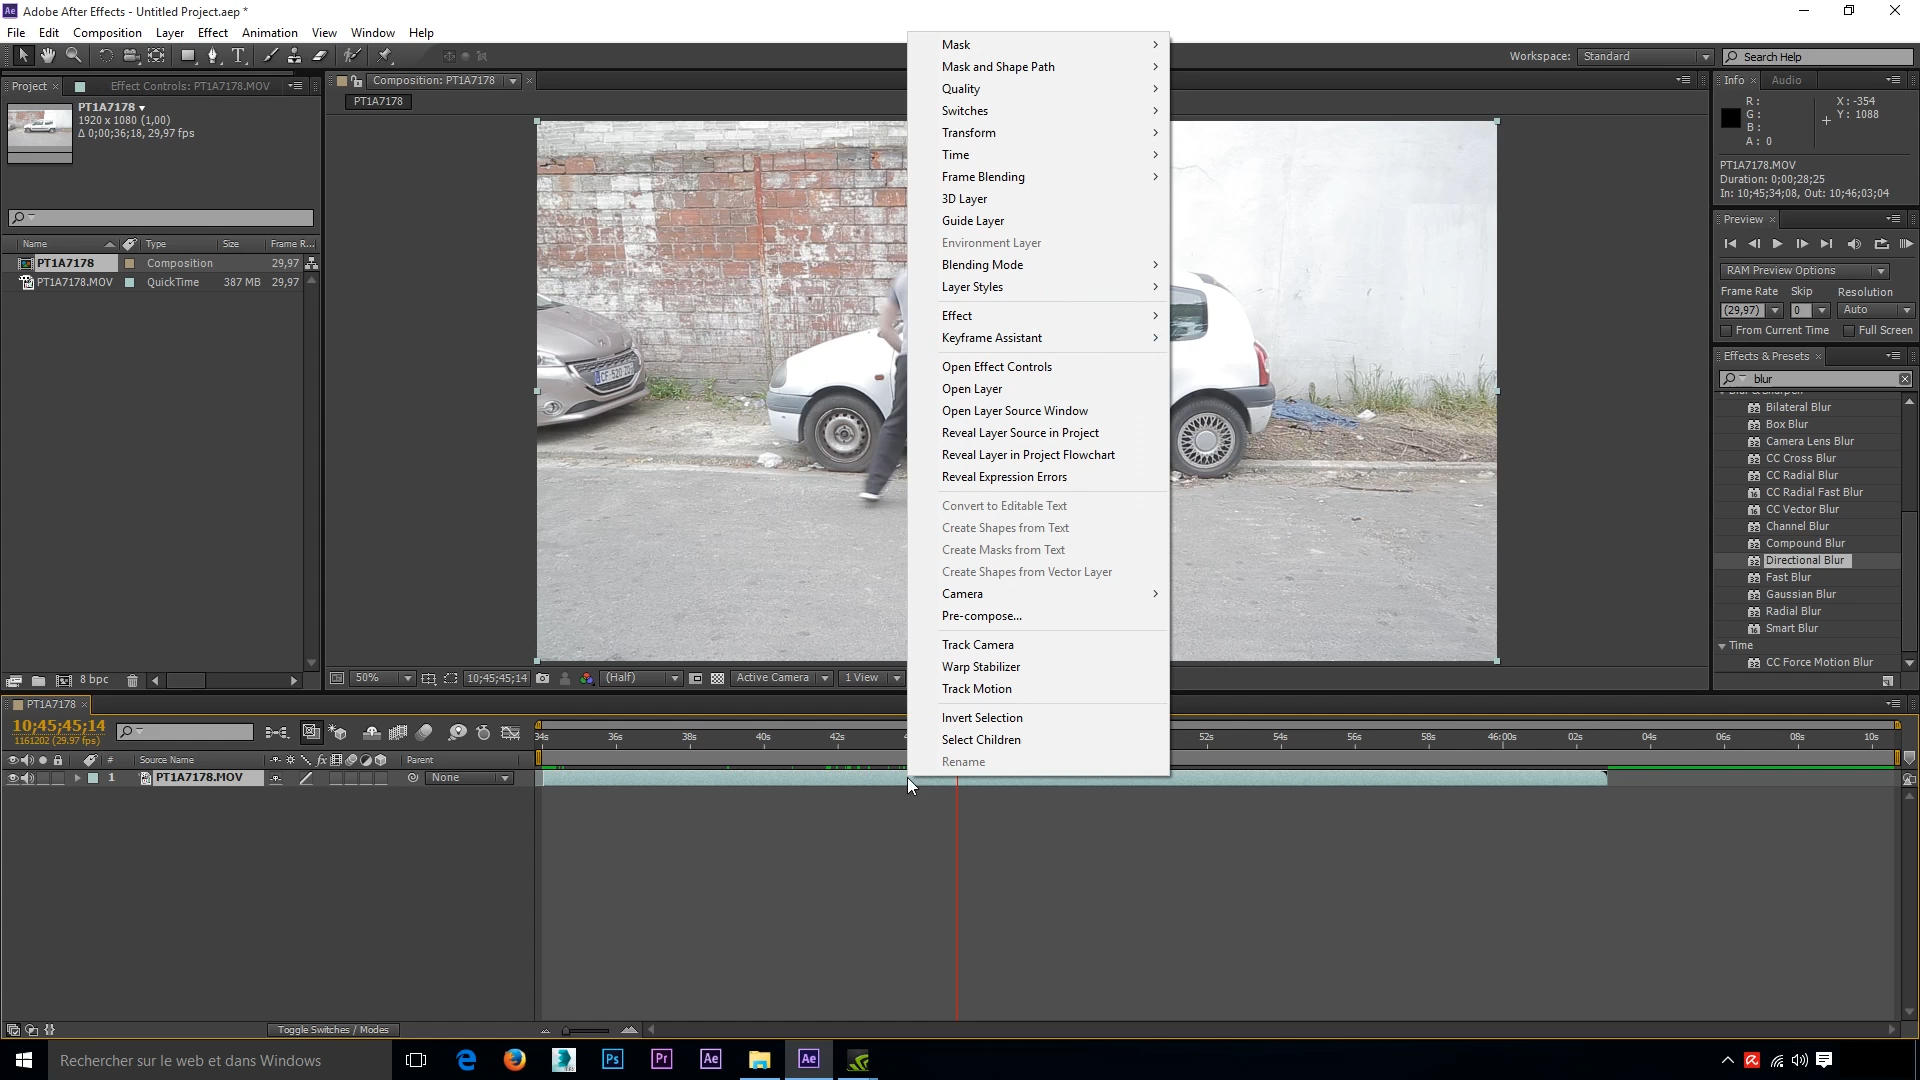 Adobe After Effects - Untitled Project.aep *
File Edit Composition Layer Effect Animation View Window Help
Workspace: Standard
Search Help
Project
Effect Controls: PT1A7178.MOV
PT1A7178
1920 x 1080 (1,00)
Δ 0;00;36;18, 29,97 fps
Name Type Size Frame R...
PT1A7178 Composition 29,97
PT1A7178.MOV QuickTime 387 MB 29,97
8 bpc
Composition: PT1A7178
PT1A7178
CF-520
50%
10;45;45;14
(Half)
Active Camera
1 View
Mask
Mask and Shape Path
Quality
Switches
Transform
Time
Frame Blending
3D Layer
Guide Layer
Environment Layer
Blending Mode
Layer Styles
Effect
Keyframe Assistant
Open Effect Controls
Open Layer
Open Layer Source Window
Reveal Layer Source in Project
Reveal Layer in Project Flowchart
Reveal Expression Errors
Convert to Editable Text
Create Shapes from Text
Create Masks from Text
Create Shapes from Vector Layer
Camera
Pre-compose...
Track Camera
Warp Stabilizer
Track Motion
Invert Selection
Select Children
Rename
Info Audio
R :
G :
B :
A : 0
X : -354
Y : 1088
PT1A7178.MOV
Duration: 0;00;28;25
In: 10;45;34;08, Out: 10;46;03;04
Preview
RAM Preview Options
Frame Rate Skip Resolution
(29,97) 0 Auto
From Current Time Full Screen
Effects & Presets
blur
Bilateral Blur
Box Blur
Camera Lens Blur
CC Cross Blur
CC Radial Blur
CC Radial Fast Blur
CC Vector Blur
Channel Blur
Compound Blur
Directional Blur
Fast Blur
Gaussian Blur
Radial Blur
Smart Blur
Time
CC Force Motion Blur
PT1A7178
10;45;45;14
1161202 (29.97 fps)
34s 36s 38s 40s 42s 52s 54s 56s 58s 46:00s 02s 04s 06s 08s 10s
# Source Name Parent
1 PT1A7178.MOV None
Toggle Switches / Modes
Rechercher sur le web et dans Windows
Ps Pr Ae Ae